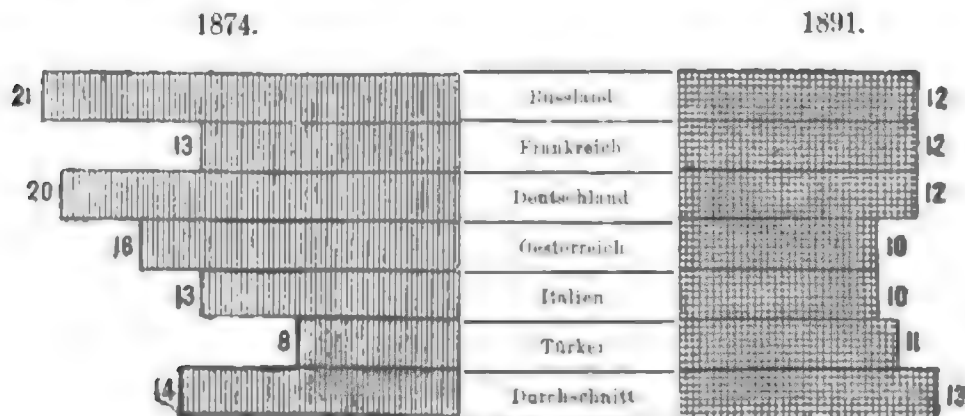 1874. 1891.
21 Russland 12
13 Frankreich 12
20 Deutschland 12
16 Oesterreich 10
13 Italien 10
8 Türkei 11
14 Durchschnitt 13